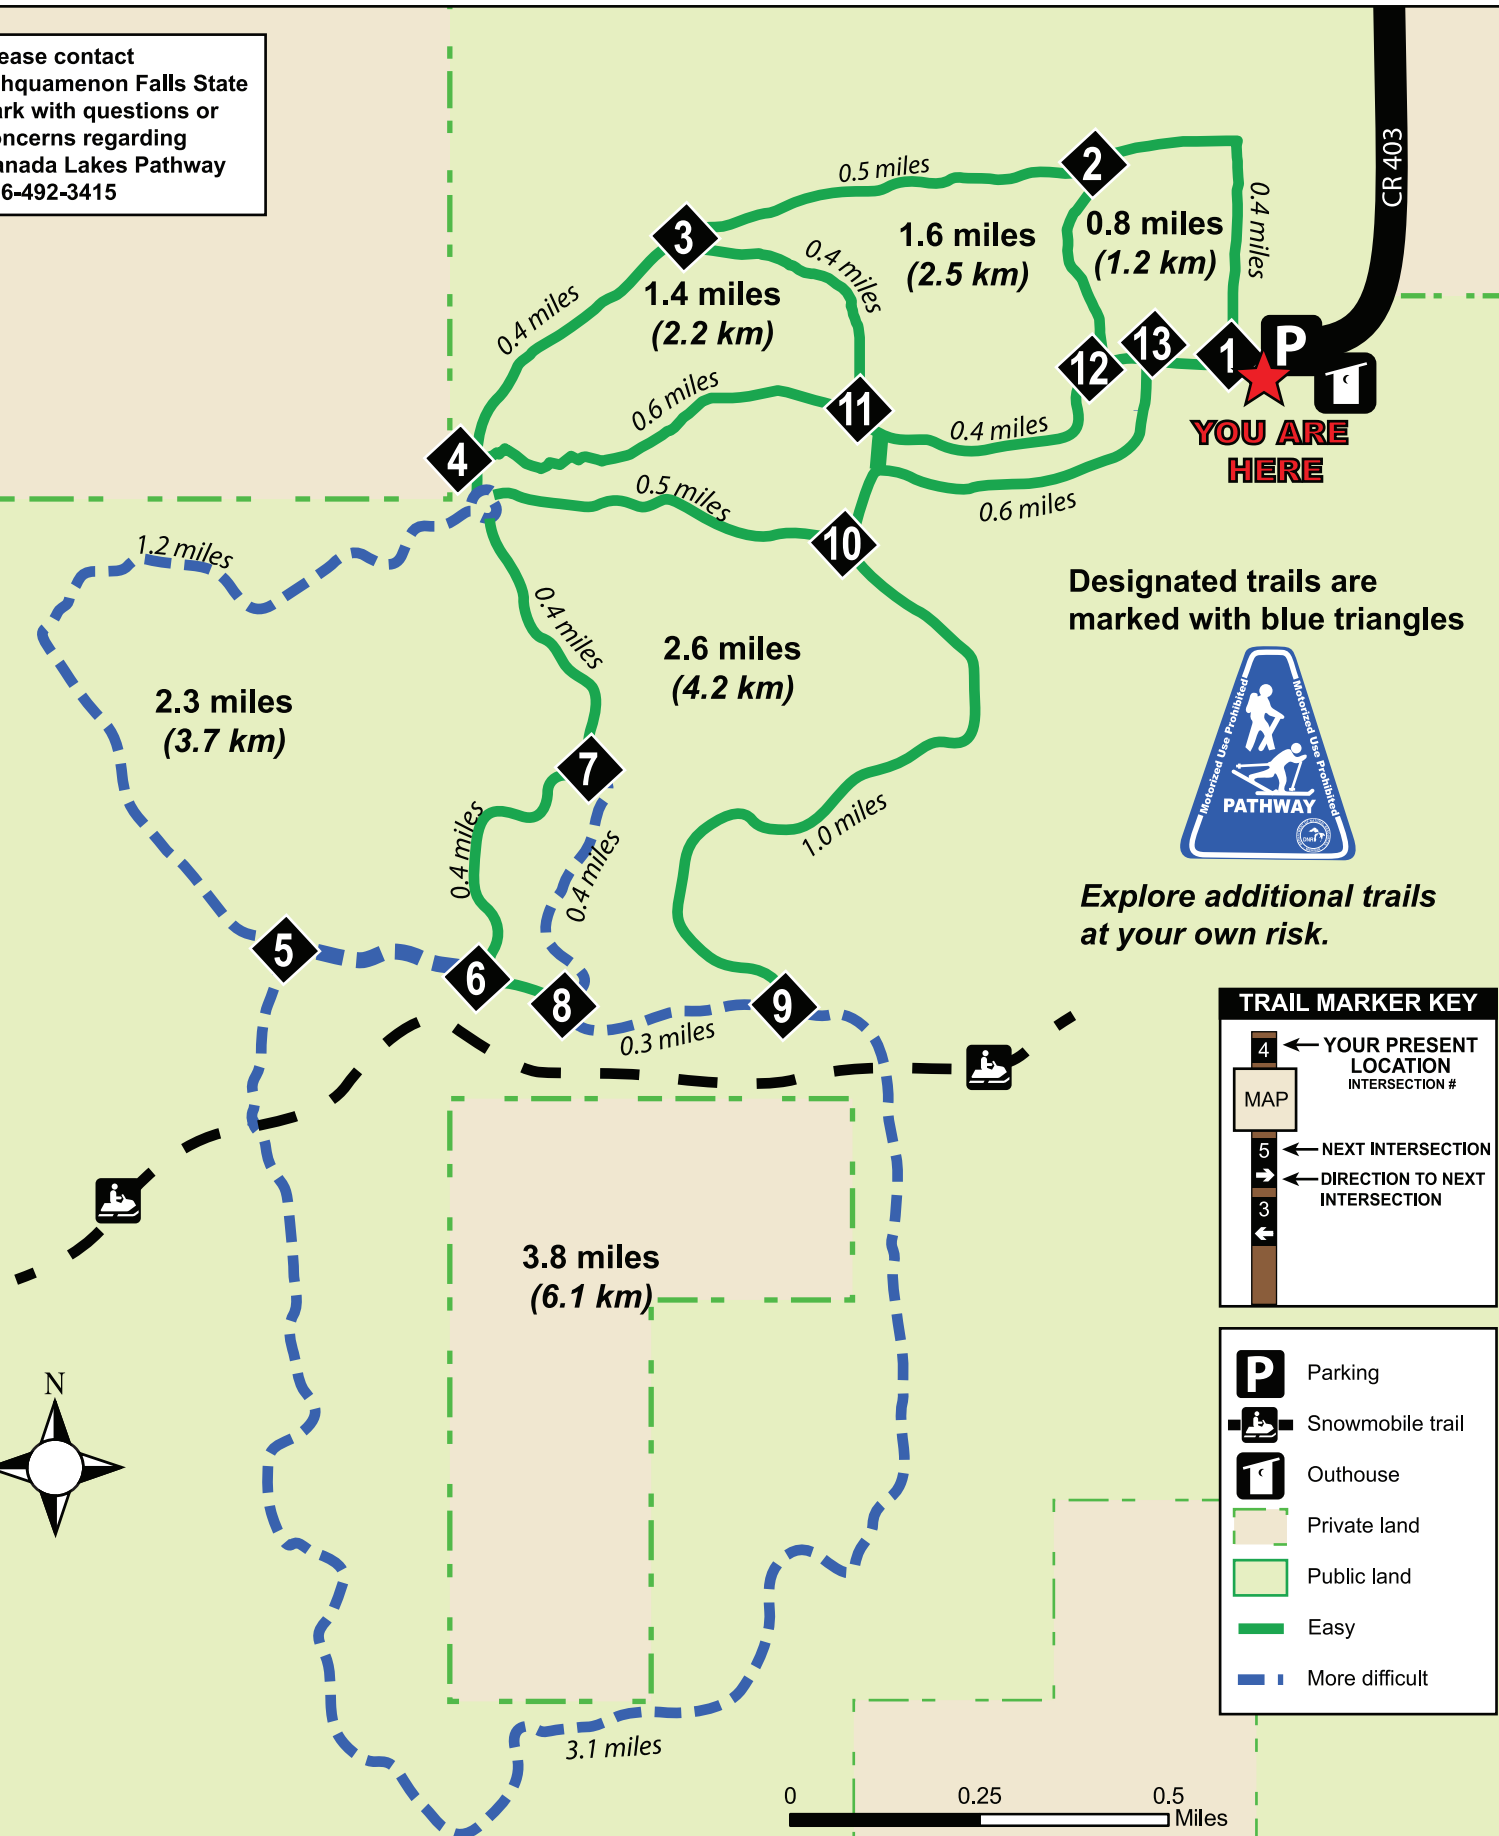 ease contact
hquamenon Falls State
ark with questions or
ncerns regarding
anada Lakes Pathway
6-492-3415
CR 403
0.5 miles
2
0.4 miles
3
0.4 miles
1.6 miles
(2.5 km)
0.8 miles
(1.2 km)
1.4 miles
(2.2 km)
0.4 miles
12
13
1
P
YOU ARE
HERE
11
0.6 miles
0.4 miles
4
0.5 miles
0.6 miles
10
1.2 miles
0.4 miles
2.6 miles
(4.2 km)
2.3 miles
(3.7 km)
Designated trails are
marked with blue triangles
Motorized Use Prohibited
Motorized Use Prohibited
PATHWAY
Explore additional trails
at your own risk.
7
0.4 miles
0.4 miles
1.0 miles
5
6
8
9
0.3 miles
3.8 miles
(6.1 km)
3.1 miles
N
TRAIL MARKER KEY
4
YOUR PRESENT
LOCATION
INTERSECTION #
MAP
5
NEXT INTERSECTION
DIRECTION TO NEXT
INTERSECTION
3
P
Parking
Snowmobile trail
Outhouse
Private land
Public land
Easy
More difficult
0 0.25 0.5
Miles